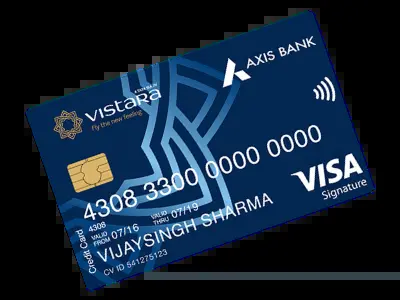 VISTARA
Fly the new feeling
AXIS BANK
4308 3300 0000 0000
4308
VALID FROM 07/16 VALID THRU 07/19
VIJAYSINGH SHARMA
CV ID 541275123
Credit Card
VISA
Signature